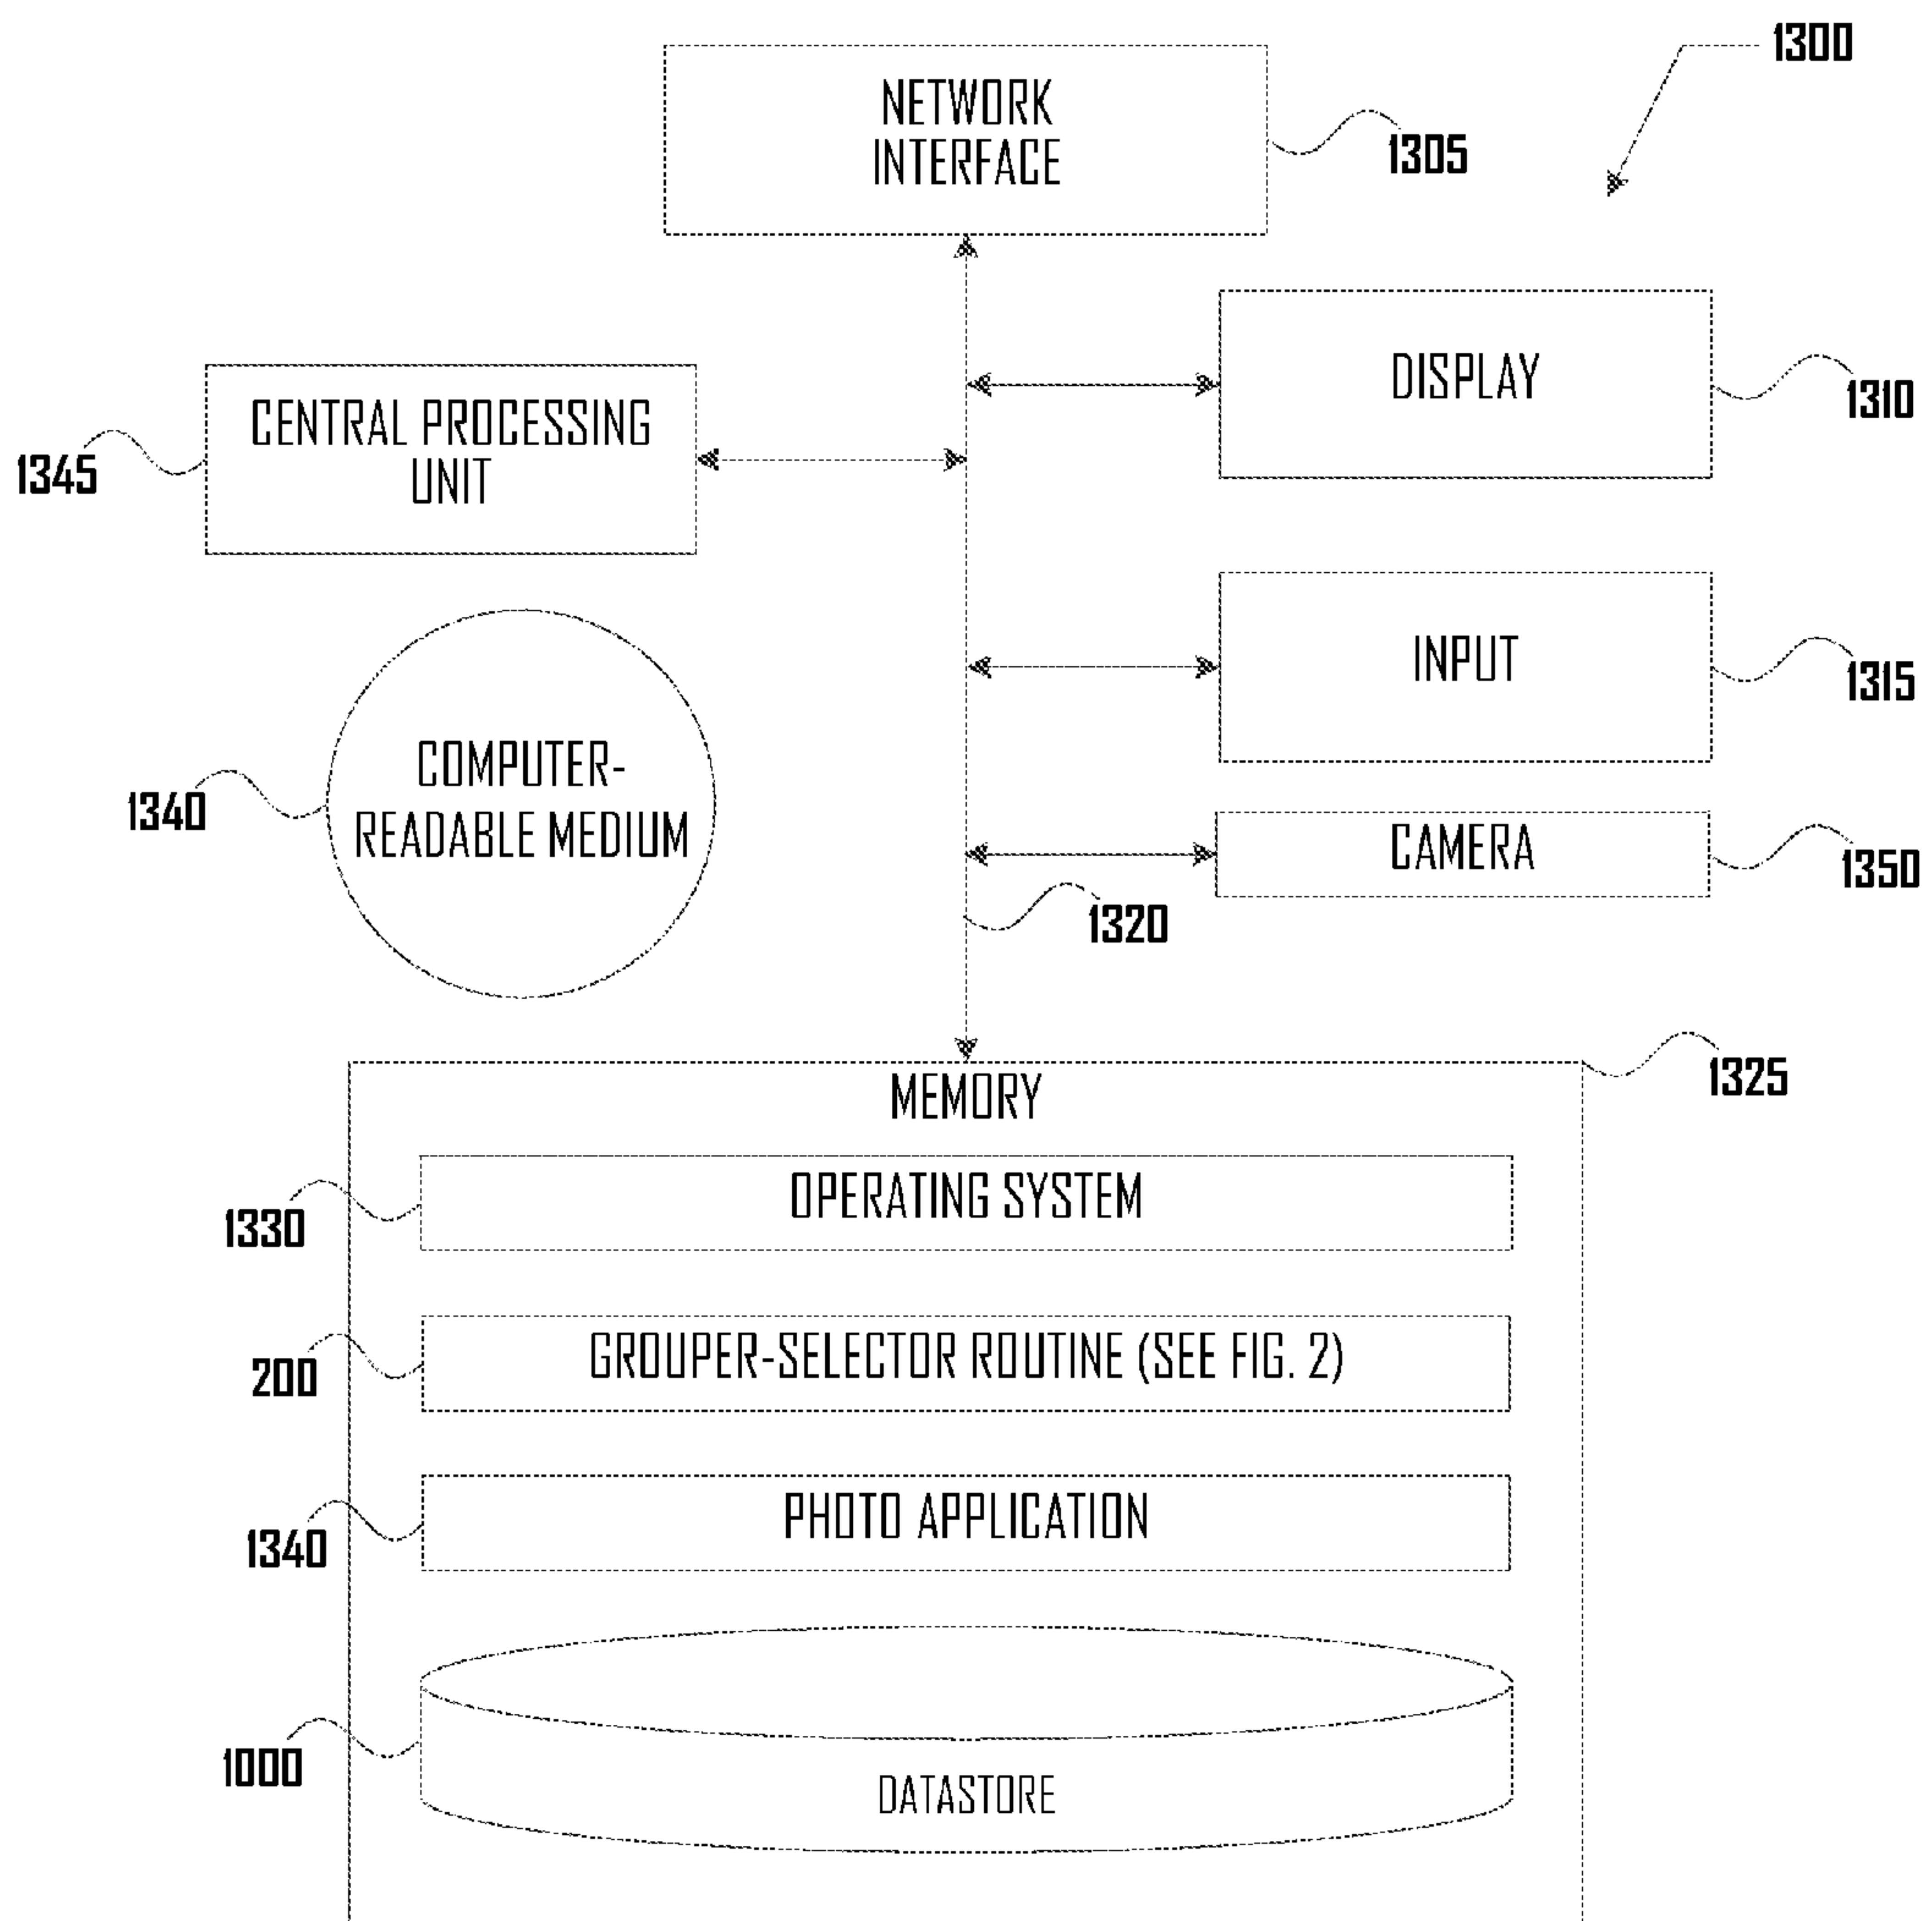 1300
NETWORK
INTERFACE
1305
DISPLAY
1310
CENTRAL PROCESSING
UNIT
1345
INPUT
1315
COMPUTER-
READABLE MEDIUM
1340
CAMERA
1350
1320
1325
MEMORY
OPERATING SYSTEM
1330
GROUPER-SELECTOR ROUTINE (SEE FIG. 2)
200
PHOTO APPLICATION
1340
1000
DATASTORE